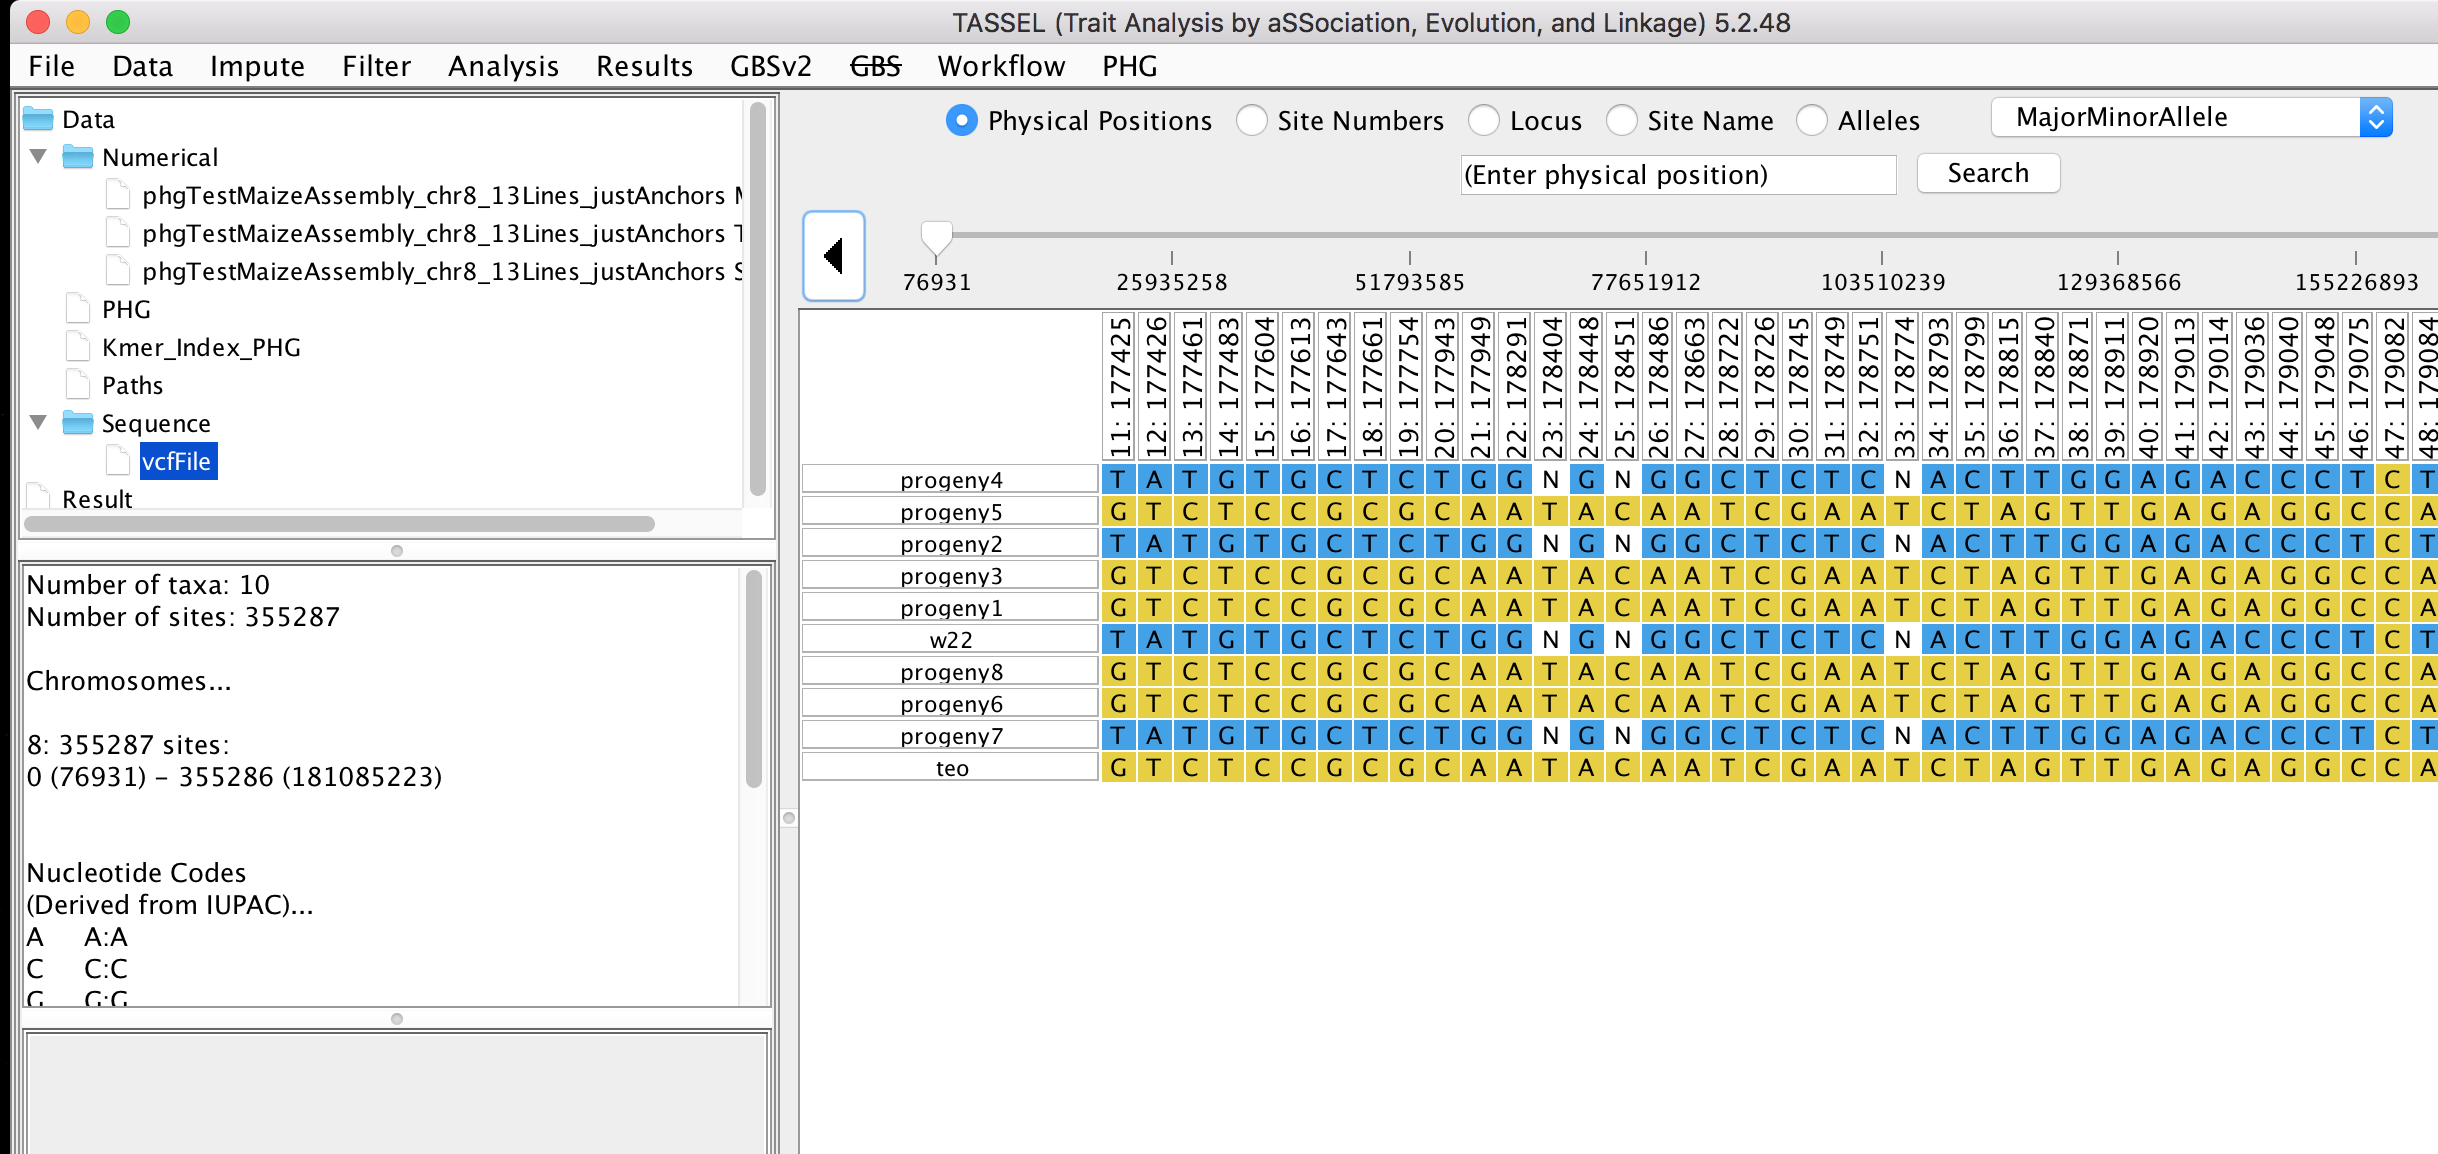 TASSEL (Trait Analysis by aSSociation, Evolution, and Linkage) 5.2.48
File Data Impute Filter Analysis Results GBSv2 GBS Workflow PHG
Data
Numerical
phgTestMaizeAssembly_chr8_13Lines_justAnchors
phgTestMaizeAssembly_chr8_13Lines_justAnchors
phgTestMaizeAssembly_chr8_13Lines_justAnchors S
PHG
Kmer_Index_PHG
Paths
Sequence
vcfFile
Result
Number of taxa: 10
Number of sites: 355287
Chromosomes...
8: 355287 sites:
0 (76931) - 355286 (181085223)
Nucleotide Codes
(Derived from IUPAC)...
A A:A
C C:C
G G:G
Physical Positions Site Numbers Locus Site Name Alleles MajorMinorAllele
(Enter physical position) Search
76931 25935258 51793585 77651912 103510239 129368566 155226893
11: 177425
12: 177426
13: 177461
14: 177483
15: 177604
16: 177613
17: 177643
18: 177661
19: 177754
20: 177943
21: 177949
22: 178291
23: 178404
24: 178448
25: 178451
26: 178486
27: 178663
28: 178722
29: 178726
30: 178745
31: 178749
32: 178751
33: 178774
34: 178793
35: 178799
36: 178815
37: 178840
38: 178871
39: 178911
40: 178920
41: 179013
42: 179014
43: 179036
44: 179040
45: 179048
46: 179075
47: 179082
48: 179084
progeny4 T A T G T G C T C T G G N G N G G C T C T C N A C T T G G A G A C C C T C T
progeny5 G T C T C C G C G C A A T A C A A T C G A A T C T A G T T G A G A G G C C A
progeny2 T A T G T G C T C T G G N G N G G C T C T C N A C T T G G A G A C C C T C T
progeny3 G T C T C C G C G C A A T A C A A T C G A A T C T A G T T G A G A G G C C A
progeny1 G T C T C C G C G C A A T A C A A T C G A A T C T A G T T G A G A G G C C A
w22 T A T G T G C T C T G G N G N G G C T C T C N A C T T G G A G A C C C T C T
progeny8 G T C T C C G C G C A A T A C A A T C G A A T C T A G T T G A G A G G C C A
progeny6 G T C T C C G C G C A A T A C A A T C G A A T C T A G T T G A G A G G C C A
progeny7 T A T G T G C T C T G G N G N G G C T C T C N A C T T G G A G A C C C T C T
teo G T C T C C G C G C A A T A C A A T C G A A T C T A G T T G A G A G G C C A